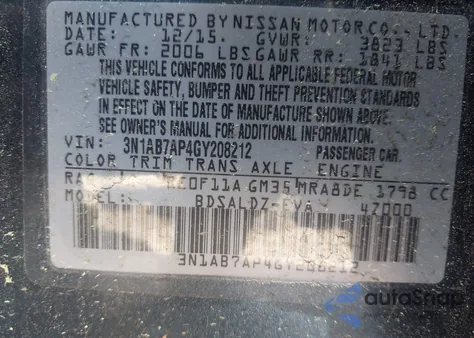 MANUFACTURED BY NISSAN MOTOR CO., LTD.
DATE: 12/15 GVWR: 3823 LBS
GAWR FR: 2006 LBS GAWR RR: 1841 LBS
THIS VEHICLE CONFORMS TO ALL APPLICABLE FEDERAL MOTOR
VEHICLE SAFETY, BUMPER AND THEFT PREVENTION STANDARDS
IN EFFECT ON THE DATE OF MANUFACTURE SHOWN ABOVE.
SEE OWNER'S MANUAL FOR ADDITIONAL INFORMATION.
VIN: 3N1AB7AP4GY208212 PASSENGER CAR
COLOR TRIM TRANS AXLE ENGINE
RE0F11A GM35 MRA8DE 1798 CC
BDSALDZ-EVA 4Z000
3N1AB7AP4GY208212
autoSnap